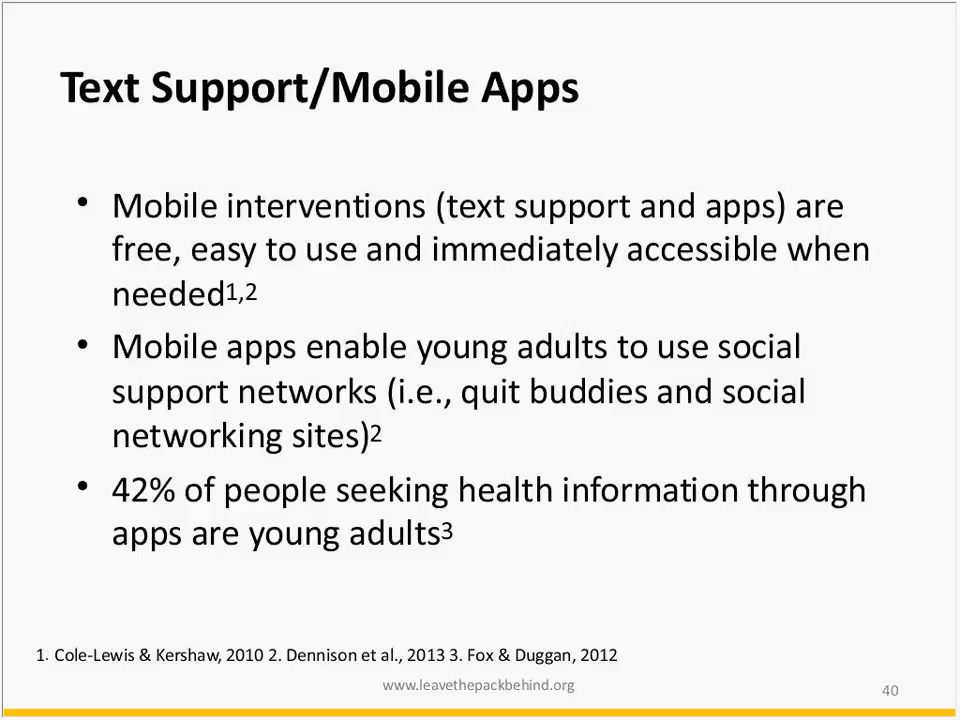 Text Support/Mobile Apps
• Mobile interventions (text support and apps) are
free, easy to use and immediately accessible when
needed1,2
• Mobile apps enable young adults to use social
support networks (i.e., quit buddies and social
networking sites)2
• 42% of people seeking health information through
apps are young adults3
1. Cole-Lewis & Kershaw, 2010 2. Dennison et al., 2013 3. Fox & Duggan, 2012
www.leavethepackbehind.org
40